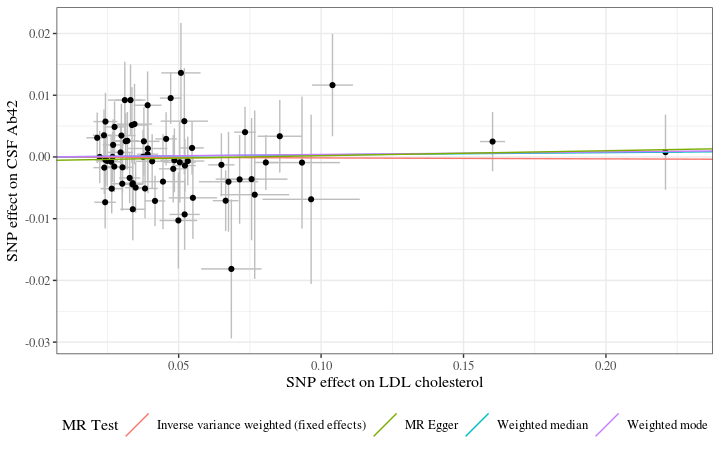 0.02
0.01
0.00
-0.01
-0.02
-0.03
SNP effect on CSF Ab42
0.05 0.10 0.15 0.20
SNP effect on LDL cholesterol
MR Test Inverse variance weighted (fixed effects) MR Egger Weighted median Weighted mode